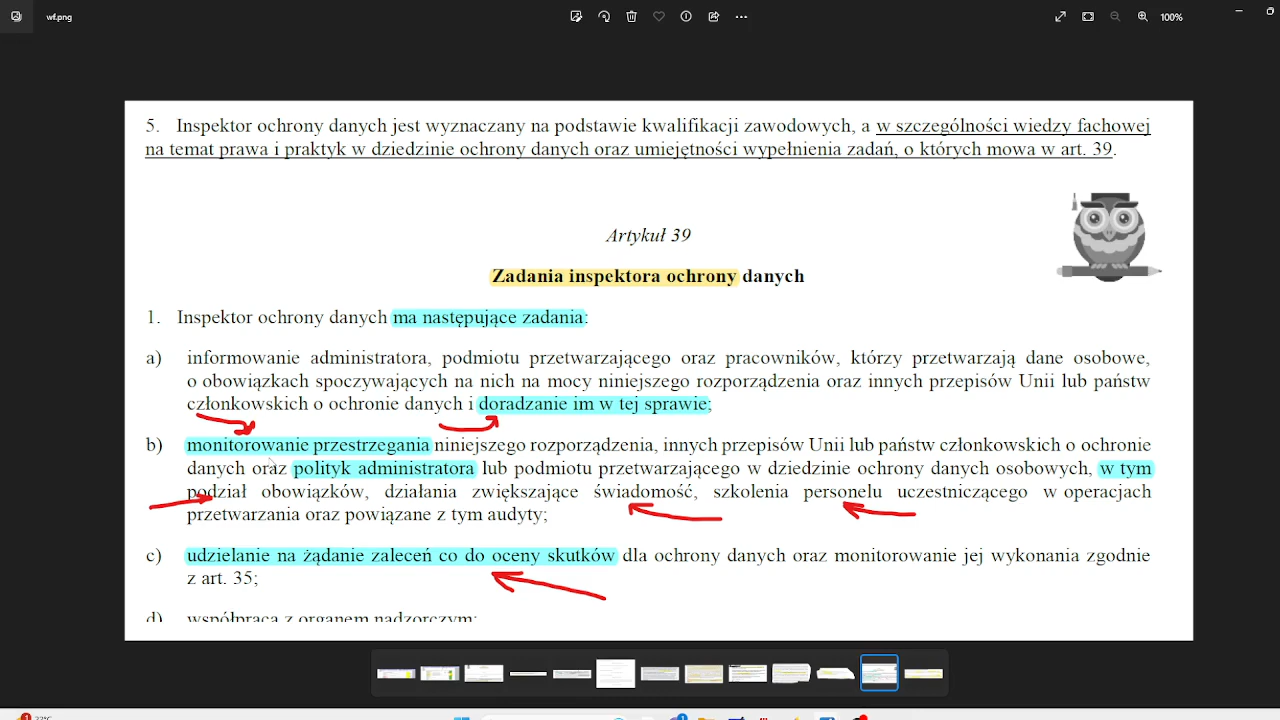 wf.png
100%
5. Inspektor ochrony danych jest wyznaczany na podstawie kwalifikacji zawodowych, a w szczególności wiedzy fachowej
na temat prawa i praktyk w dziedzinie ochrony danych oraz umiejętności wypełnienia zadań, o których mowa w art. 39.
Artykuł 39
Zadania inspektora ochrony danych
1. Inspektor ochrony danych ma następujące zadania:
a) informowanie administratora, podmiotu przetwarzającego oraz pracowników, którzy przetwarzają dane osobowe,
o obowiązkach spoczywających na nich na mocy niniejszego rozporządzenia oraz innych przepisów Unii lub państw
członkowskich o ochronie danych i doradzanie im w tej sprawie;
b) monitorowanie przestrzegania niniejszego rozporządzenia, innych przepisów Unii lub państw członkowskich o ochronie
danych oraz polityk administratora lub podmiotu przetwarzającego w dziedzinie ochrony danych osobowych, w tym
podział obowiązków, działania zwiększające świadomość, szkolenia personelu uczestniczącego w operacjach
przetwarzania oraz powiązane z tym audyty;
c) udzielanie na żądanie zaleceń co do oceny skutków dla ochrony danych oraz monitorowanie jej wykonania zgodnie
z art. 35;
d) współpraca z organem nadzorczym;